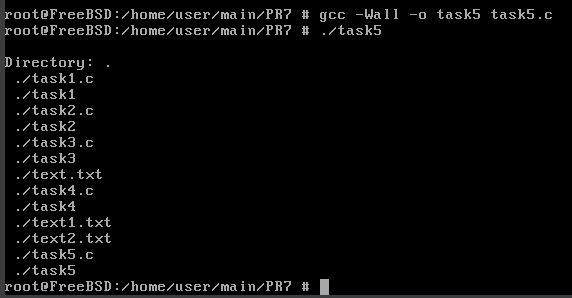 root@FreeBSD:/home/user/main/PR7 # gcc -Wall -o task5 task5.c
root@FreeBSD:/home/user/main/PR7 # ./task5
Directory: .
./task1.c
./task1
./task2.c
./task2
./task3.c
./task3
./text.txt
./task4.c
./task4
./text1.txt
./text2.txt
./task5.c
./task5
root@FreeBSD:/home/user/main/PR7 #